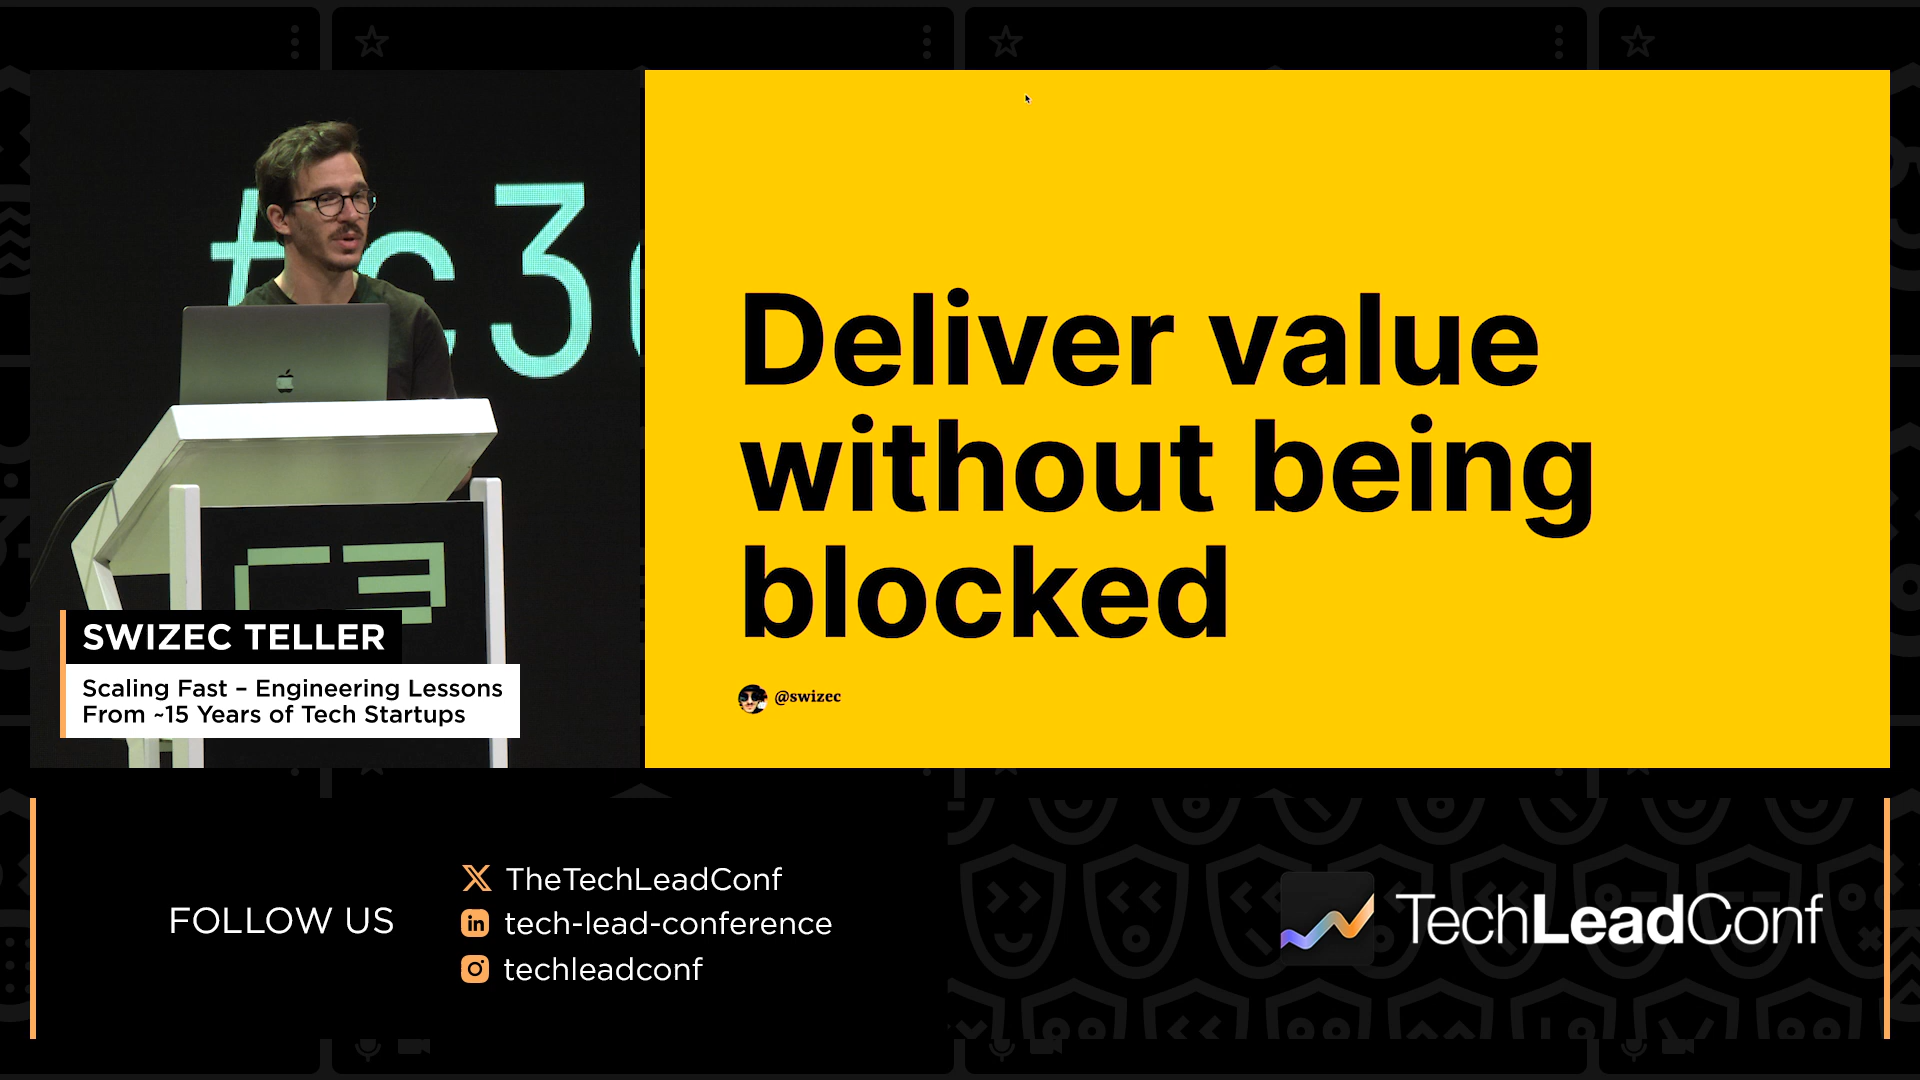 #c3
SWIZEC TELLER
Scaling Fast – Engineering Lessons
From ~15 Years of Tech Startups
Deliver value
without being
blocked
@swizec
FOLLOW US
TheTechLeadConf
tech-lead-conference
techleadconf
TechLeadConf